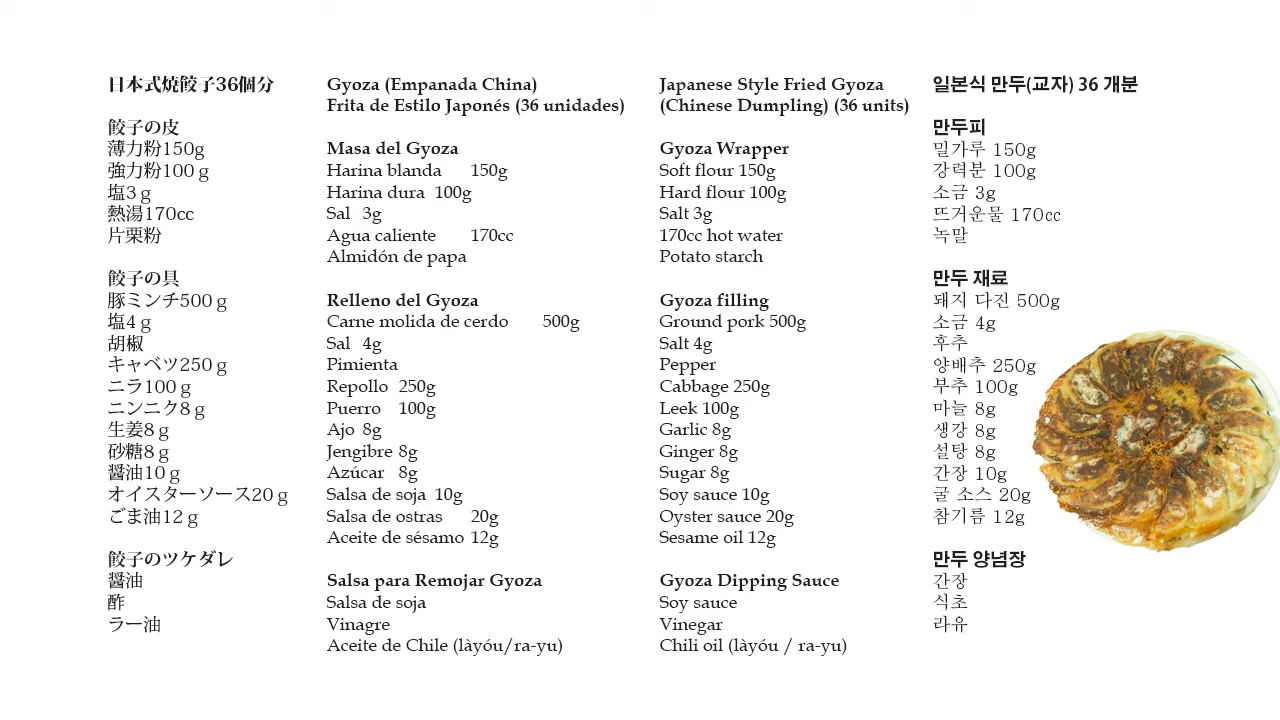 日本式焼餃子36個分
餃子の皮
薄力粉150g
強力粉100ｇ
塩3ｇ
熱湯170cc
片栗粉
餃子の具
豚ミンチ500ｇ
塩4ｇ
胡椒
キャベツ250ｇ
ニラ100ｇ
ニンニク8ｇ
生姜8ｇ
砂糖8ｇ
醤油10ｇ
オイスターソース20ｇ
ごま油12ｇ
餃子のツケダレ
醤油
酢
ラー油
Gyoza (Empanada China)
Frita de Estilo Japonés (36 unidades)
Masa del Gyoza
Harina blanda 150g
Harina dura 100g
Sal 3g
Agua caliente 170cc
Almidón de papa
Relleno del Gyoza
Carne molida de cerdo 500g
Sal 4g
Pimienta
Repollo 250g
Puerro 100g
Ajo 8g
Jengibre 8g
Azúcar 8g
Salsa de soja 10g
Salsa de ostras 20g
Aceite de sésamo 12g
Salsa para Remojar Gyoza
Salsa de soja
Vinagre
Aceite de Chile (làyóu/ra-yu)
Japanese Style Fried Gyoza
(Chinese Dumpling) (36 units)
Gyoza Wrapper
Soft flour 150g
Hard flour 100g
Salt 3g
170cc hot water
Potato starch
Gyoza filling
Ground pork 500g
Salt 4g
Pepper
Cabbage 250g
Leek 100g
Garlic 8g
Ginger 8g
Sugar 8g
Soy sauce 10g
Oyster sauce 20g
Sesame oil 12g
Gyoza Dipping Sauce
Soy sauce
Vinegar
Chili oil (làyóu / ra-yu)
일본식 만두(교자) 36 개분
만두피
밀가루 150g
강력분 100g
소금 3g
뜨거운물 170cc
녹말
만두 재료
돼지 다진 500g
소금 4g
후추
양배추 250g
부추 100g
마늘 8g
생강 8g
설탕 8g
간장 10g
굴 소스 20g
참기름 12g
만두 양념장
간장
식초
라유